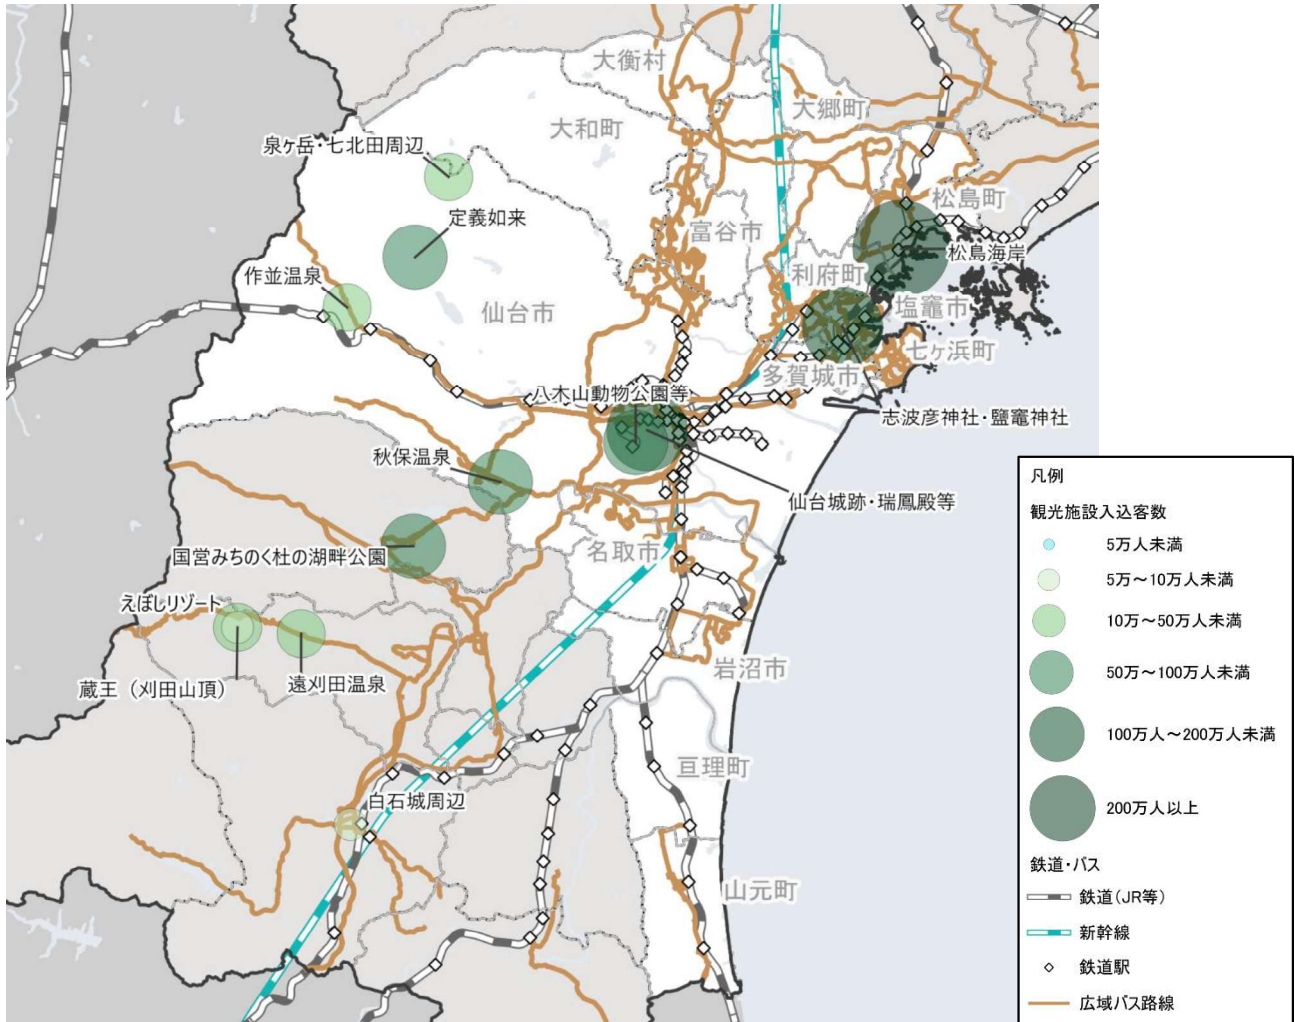 大衡村
大郷町
大和町
泉ヶ岳・七北田周辺
松島町
定義如来
富谷市
松島海岸
作並温泉
利府町
仙台市
塩竈市
七ヶ浜町
多賀城市
八木山動物公園等
志波彦神社・鹽竈神社
秋保温泉
仙台城跡・瑞鳳殿等
名取市
国営みちのく杜の湖畔公園
えぼしリゾート
岩沼市
蔵王（刈田山頂）
遠刈田温泉
亘理町
白石城周辺
山元町
凡例
観光施設入込客数
5万人未満
5万～10万人未満
10万～50万人未満
50万～100万人未満
100万人～200万人未満
200万人以上
鉄道・バス
鉄道（JR等）
新幹線
鉄道駅
広域バス路線